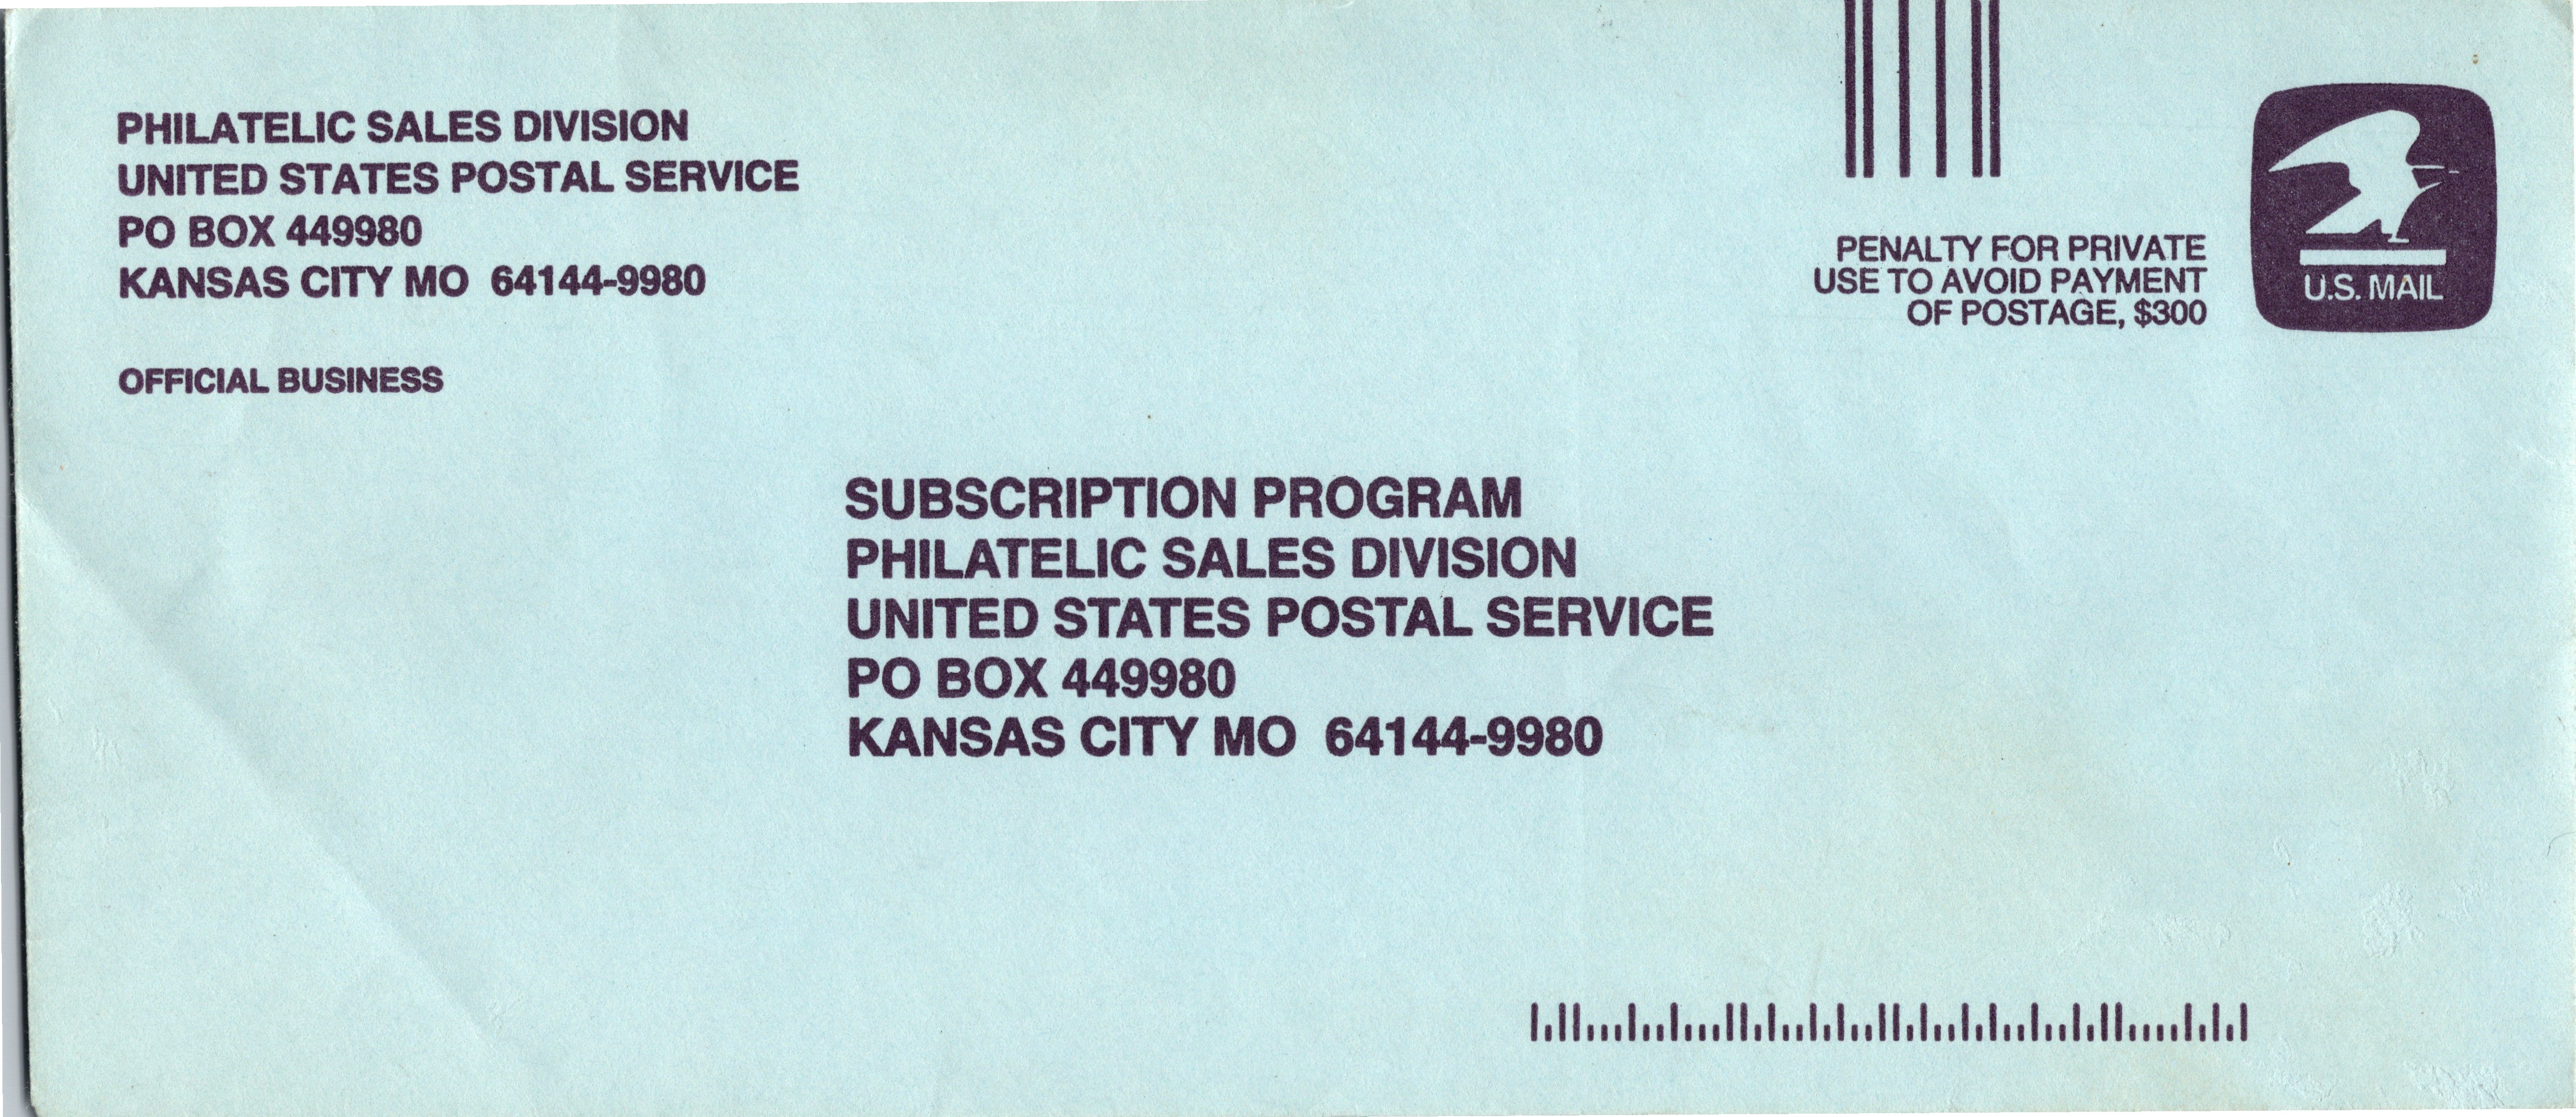 PHILATELIC SALES DIVISION
UNITED STATES POSTAL SERVICE
PO BOX 449980
KANSAS CITY MO 64144-9980
OFFICIAL BUSINESS
PENALTY FOR PRIVATE
USE TO AVOID PAYMENT
OF POSTAGE, $300
U.S. MAIL
SUBSCRIPTION PROGRAM
PHILATELIC SALES DIVISION
UNITED STATES POSTAL SERVICE
PO BOX 449980
KANSAS CITY MO 64144-9980